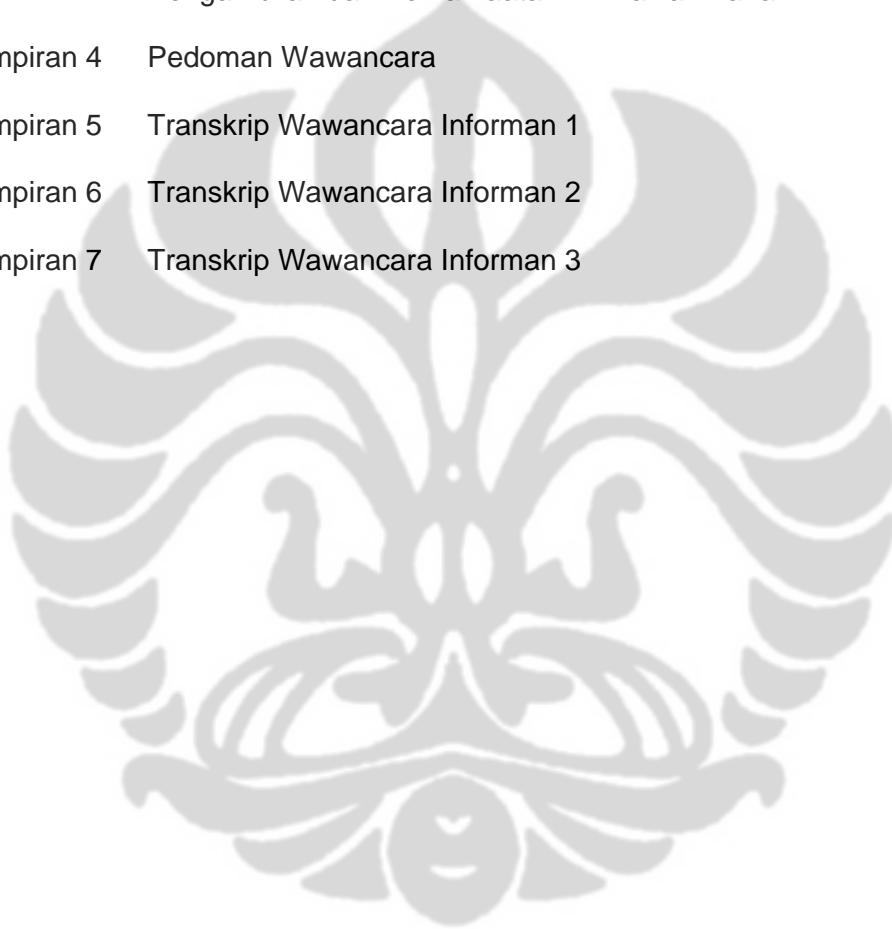 mpiran 4 Pedoman Wawancara
mpiran 5 Transkrip Wawancara Informan 1
mpiran 6 Transkrip Wawancara Informan 2
mpiran 7 Transkrip Wawancara Informan 3